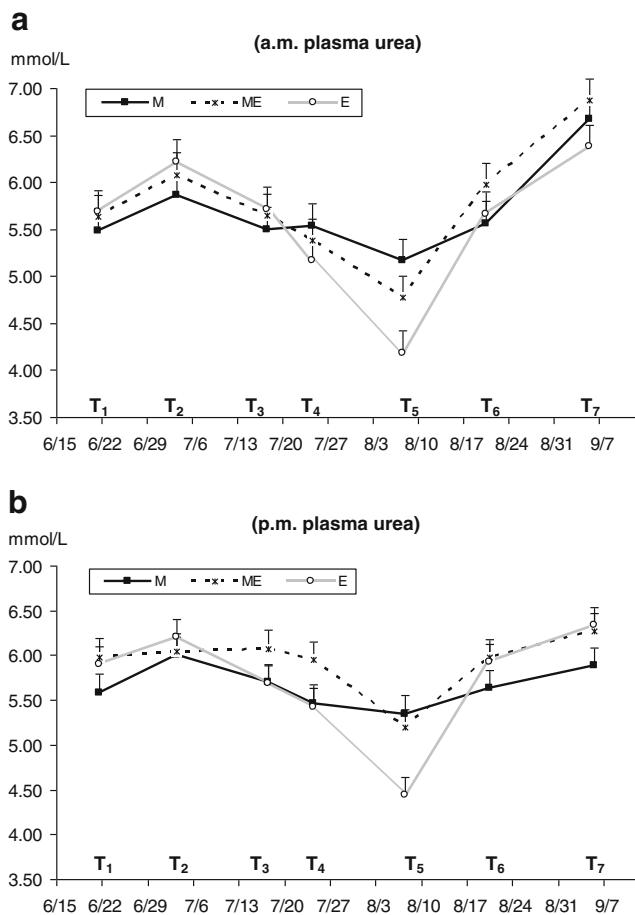 a
(a.m. plasma urea)
mmol/L
M ME E
7.00
6.50
6.00
5.50
5.00
4.50
4.00
3.50
T1 T2 T3 T4 T5 T6 T7
6/15 6/22 6/29 7/6 7/13 7/20 7/27 8/3 8/10 8/17 8/24 8/31 9/7
b
(p.m. plasma urea)
mmol/L
M ME E
7.00
6.50
6.00
5.50
5.00
4.50
4.00
3.50
T1 T2 T3 T4 T5 T6 T7
6/15 6/22 6/29 7/6 7/13 7/20 7/27 8/3 8/10 8/17 8/24 8/31 9/7